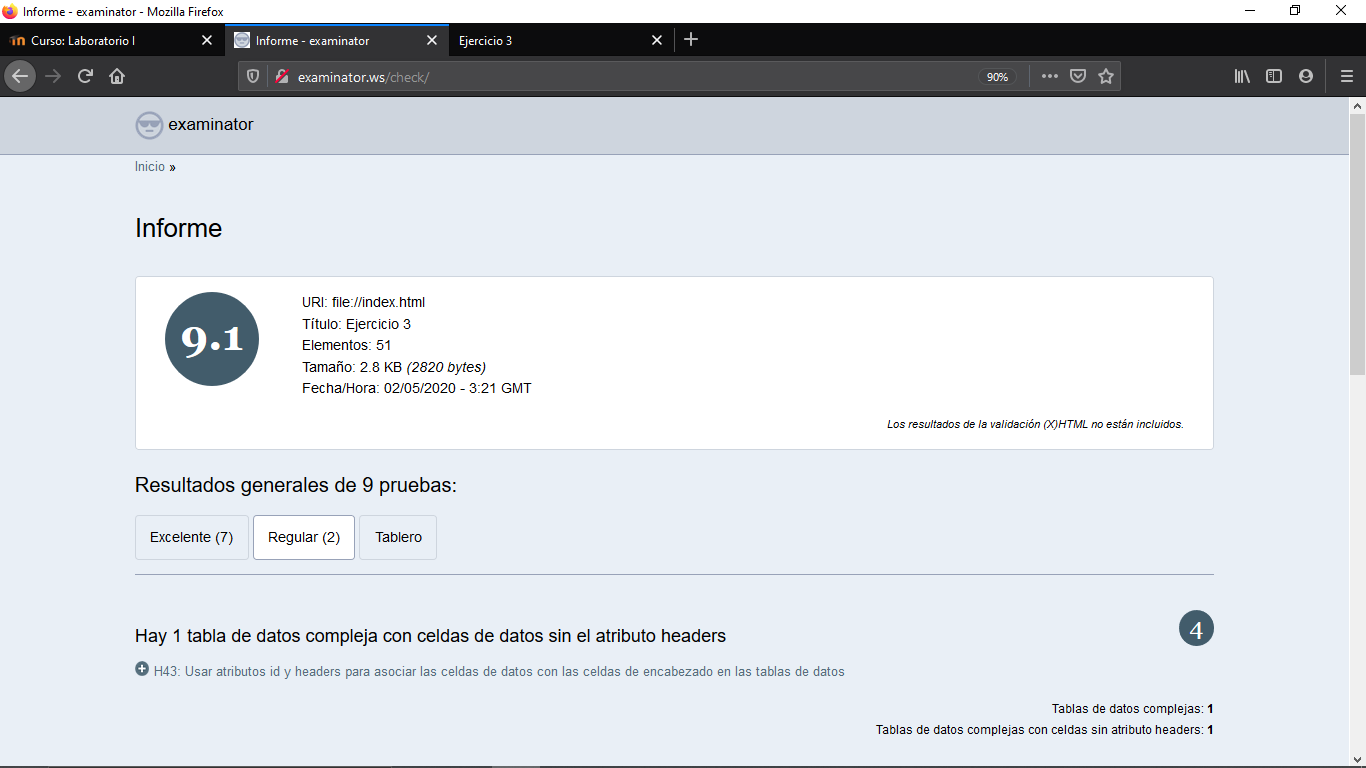 Informe - examinator - Mozilla Firefox
Curso: Laboratorio I
Informe - examinator
Ejercicio 3
examinator.ws/check/
90%
examinator
Inicio »
Informe
9.1
URI: file://index.html
Título: Ejercicio 3
Elementos: 51
Tamaño: 2.8 KB (2820 bytes)
Fecha/Hora: 02/05/2020 - 3:21 GMT
Los resultados de la validación (X)HTML no están incluidos.
Resultados generales de 9 pruebas:
Excelente (7) Regular (2) Tablero
Hay 1 tabla de datos compleja con celdas de datos sin el atributo headers
4
H43: Usar atributos id y headers para asociar las celdas de datos con las celdas de encabezado en las tablas de datos
Tablas de datos complejas: 1
Tablas de datos complejas con celdas sin atributo headers: 1